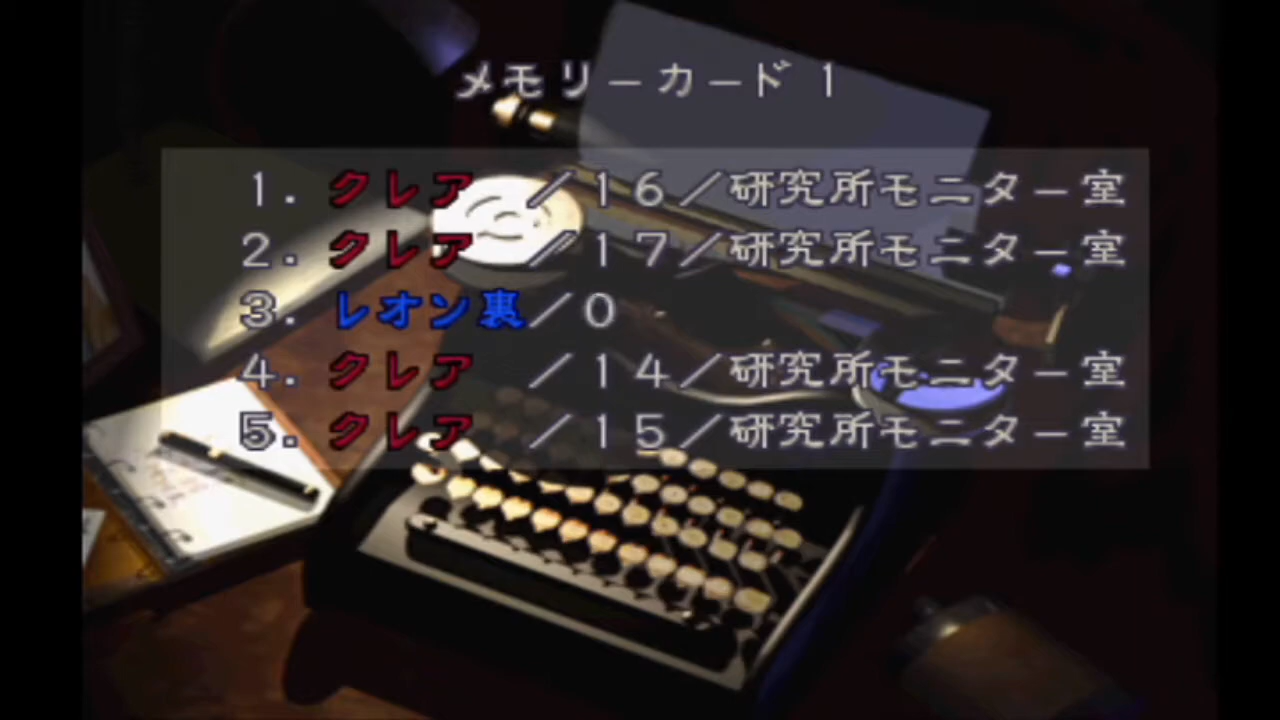 メモリーカード 1
1. クレア ／16／研究所モニター室
2. クレア ／17／研究所モニター室
3. レオン裏／0
4. クレア ／14／研究所モニター室
5. クレア ／15／研究所モニター室